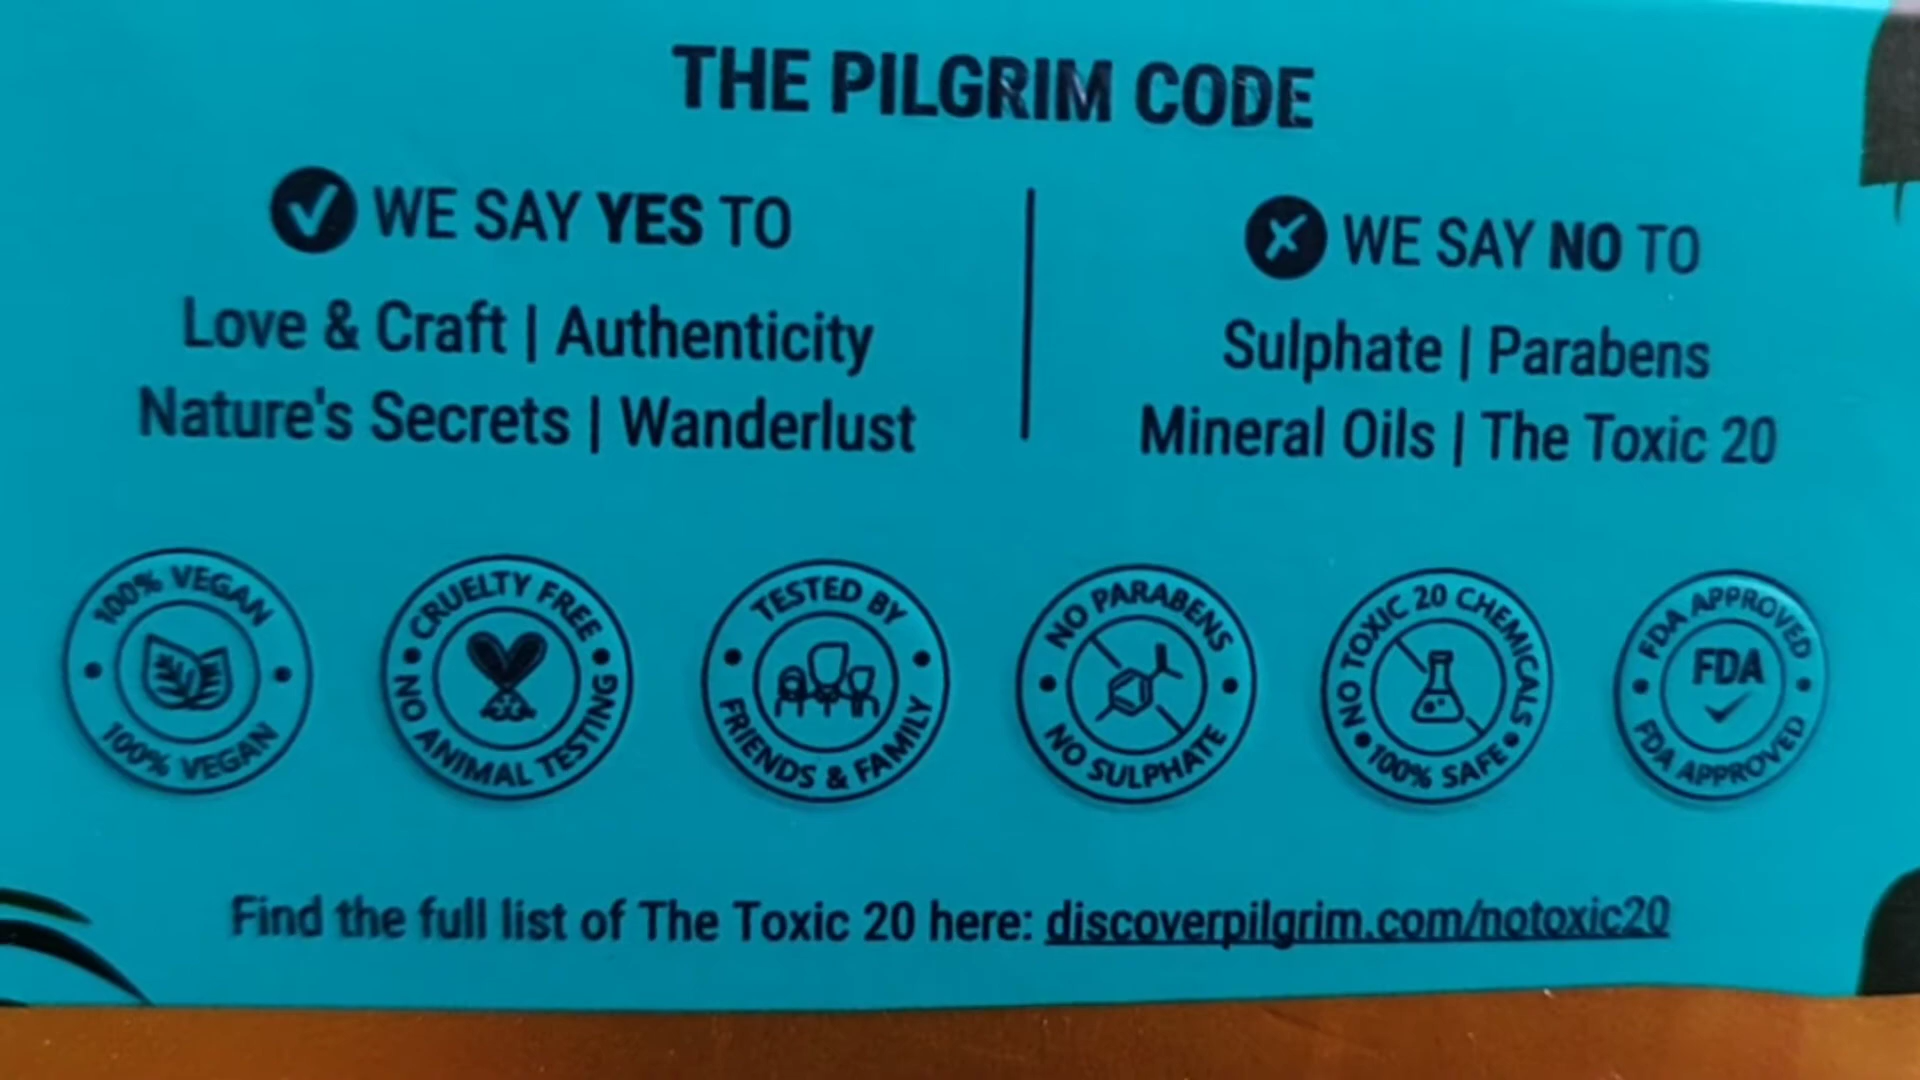 THE PILGRIM CODE
WE SAY YES TO
Love & Craft | Authenticity
Nature's Secrets | Wanderlust
WE SAY NO TO
Sulphate | Parabens
Mineral Oils | The Toxic 20
100% VEGAN
100% VEGAN
CRUELTY FREE
NO ANIMAL TESTING
TESTED BY
FRIENDS & FAMILY
NO PARABENS
NO SULPHATE
NO TOXIC 20 CHEMICALS
100% SAFE
FDA APPROVED
FDA
FDA APPROVED
Find the full list of The Toxic 20 here: discoverpilgrim.com/notoxic20